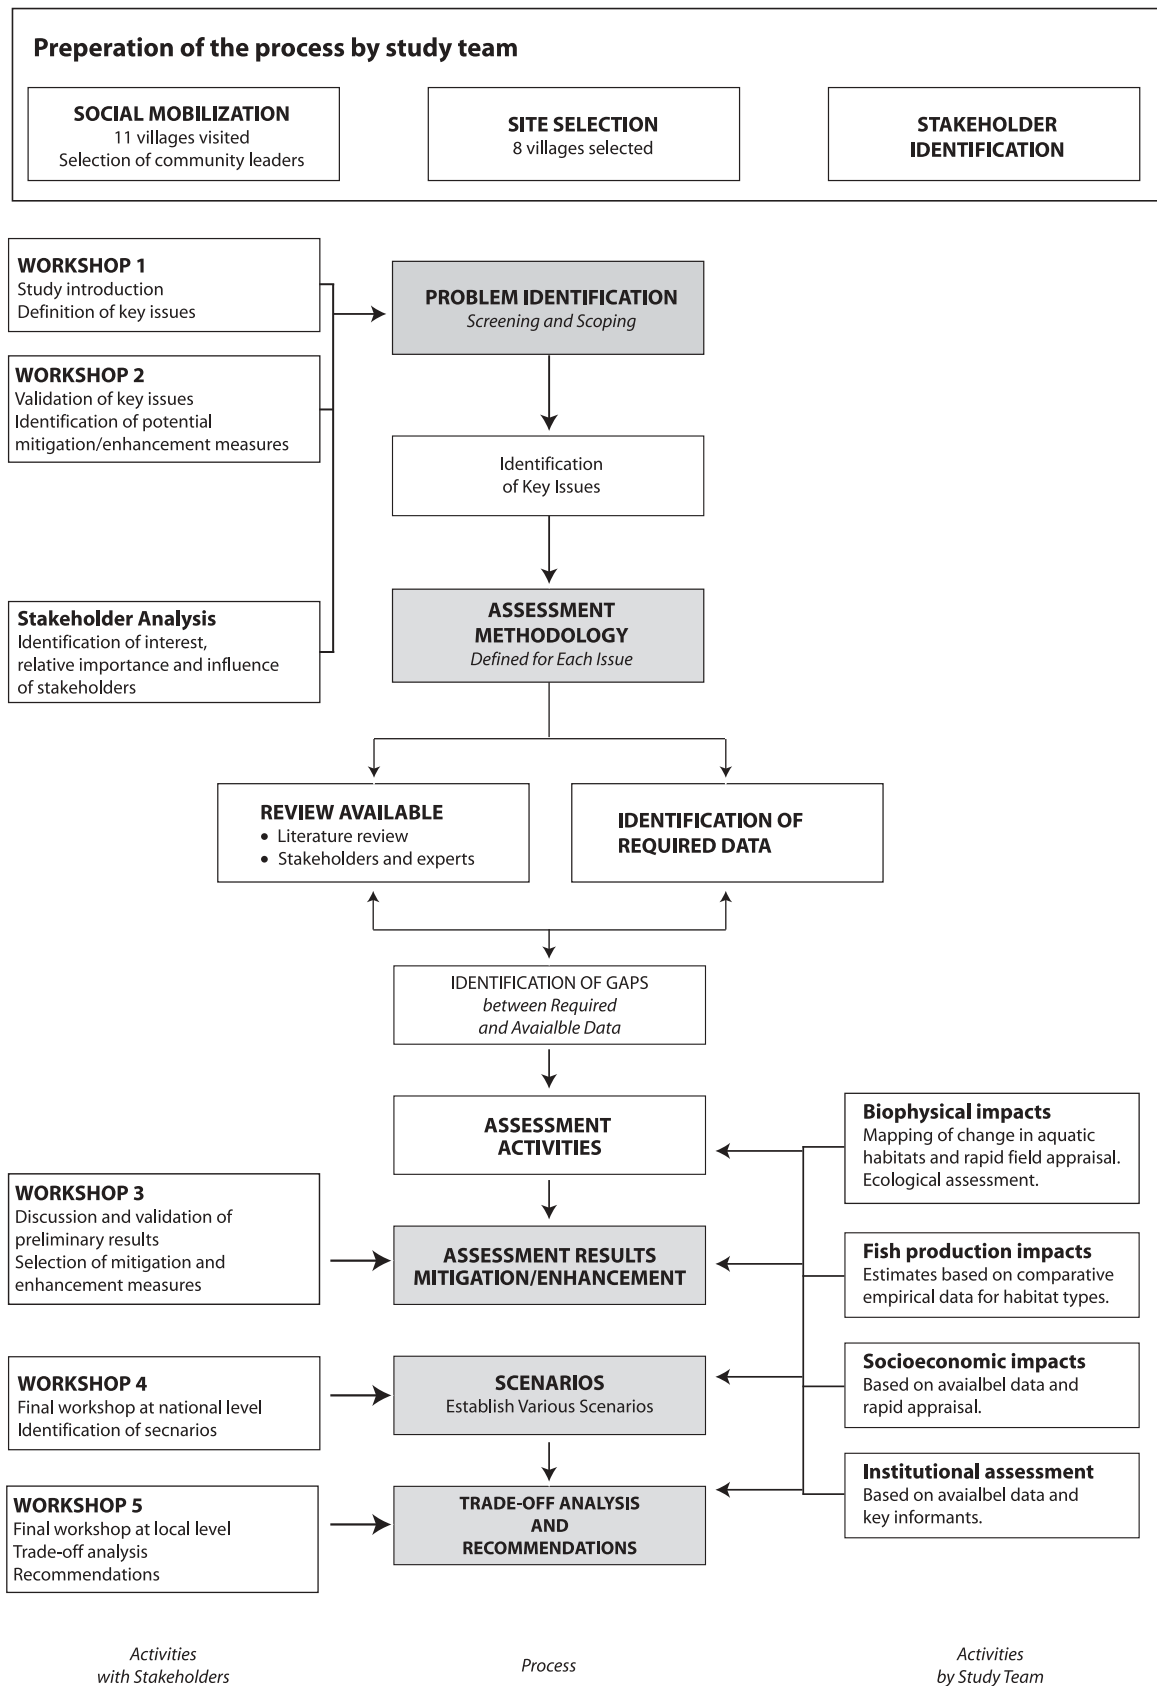 Preperation of the process by study team
SOCIAL MOBILIZATION
11 villages visited
Selection of community leaders
SITE SELECTION
8 villages selected
STAKEHOLDER
IDENTIFICATION
WORKSHOP 1
Study introduction
Definition of key issues
PROBLEM IDENTIFICATION
Screening and Scoping
WORKSHOP 2
Validation of key issues
Identification of potential
mitigation/enhancement measures
Identification
of Key Issues
Stakeholder Analysis
Identification of interest,
relative importance and influence
of stakeholders
ASSESSMENT
METHODOLOGY
Defined for Each Issue
REVIEW AVAILABLE
• Literature review
• Stakeholders and experts
IDENTIFICATION OF
REQUIRED DATA
IDENTIFICATION OF GAPS
between Required
and Avaialble Data
ASSESSMENT
ACTIVITIES
Biophysical impacts
Mapping of change in aquatic
habitats and rapid field appraisal.
Ecological assessment.
WORKSHOP 3
Discussion and validation of
preliminary results
Selection of mitigation and
enhancement measures
ASSESSMENT RESULTS
MITIGATION/ENHANCEMENT
Fish production impacts
Estimates based on comparative
empirical data for habitat types.
WORKSHOP 4
Final workshop at national level
Identification of secnarios
SCENARIOS
Establish Various Scenarios
Socioeconomic impacts
Based on avaialbel data and
rapid appraisal.
WORKSHOP 5
Final workshop at local level
Trade-off analysis
Recommendations
TRADE-OFF ANALYSIS
AND
RECOMMENDATIONS
Institutional assessment
Based on avaialbel data and
key informants.
Activities
with Stakeholders
Process
Activities
by Study Team